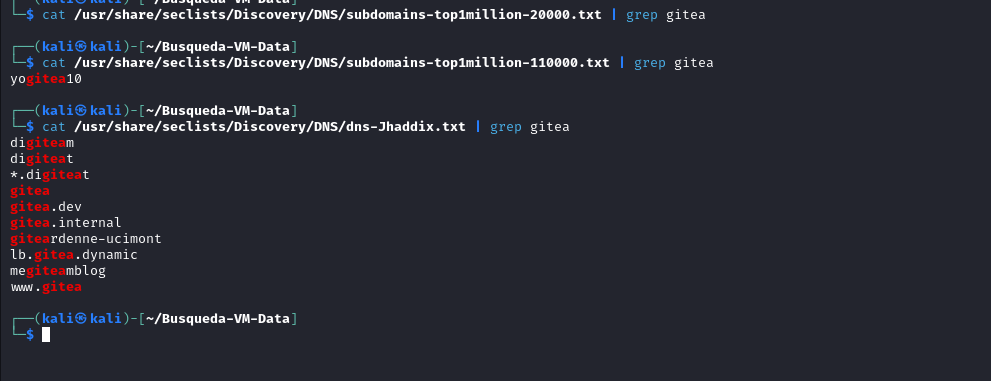 └─$ cat /usr/share/seclists/Discovery/DNS/subdomains-top1million-20000.txt | grep gitea
┌──(kali㉿kali)-[~/Busqueda-VM-Data]
└─$ cat /usr/share/seclists/Discovery/DNS/subdomains-top1million-110000.txt | grep gitea
yogitea10
┌──(kali㉿kali)-[~/Busqueda-VM-Data]
└─$ cat /usr/share/seclists/Discovery/DNS/dns-Jhaddix.txt | grep gitea
digiteam
digiteat
*.digiteat
gitea
gitea.dev
gitea.internal
giteardenne-ucimont
lb.gitea.dynamic
megiteamblog
www.gitea
┌──(kali㉿kali)-[~/Busqueda-VM-Data]
└─$